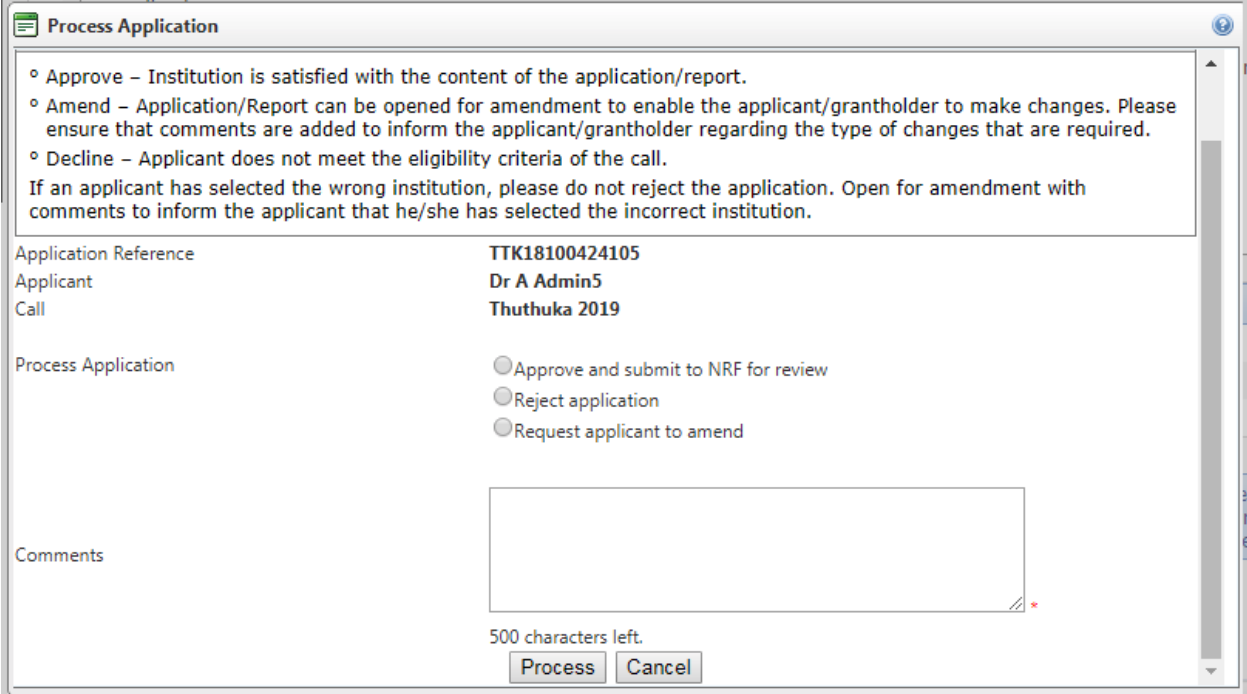 Process Application
° Approve – Institution is satisfied with the content of the application/report.
° Amend – Application/Report can be opened for amendment to enable the applicant/grantholder to make changes. Please
ensure that comments are added to inform the applicant/grantholder regarding the type of changes that are required.
° Decline – Applicant does not meet the eligibility criteria of the call.
If an applicant has selected the wrong institution, please do not reject the application. Open for amendment with
comments to inform the applicant that he/she has selected the incorrect institution.
Application Reference TTK18100424105
Applicant Dr A Admin5
Call Thuthuka 2019
Process Application Approve and submit to NRF for review
Reject application
Request applicant to amend
Comments
*
500 characters left.
Process Cancel